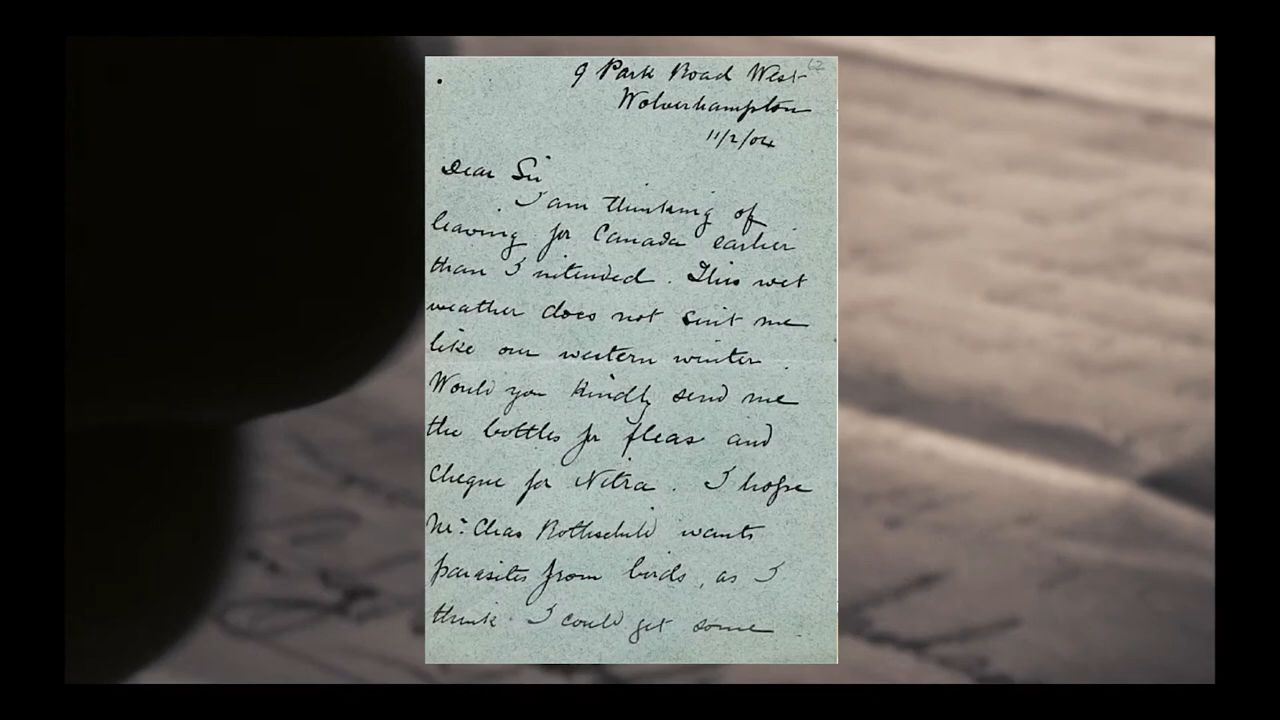 62
9 Park Road West
Wolverhampton
11/2/04
Dear Sir
I am thinking of
leaving for Canada earlier
than I intended. This wet
weather does not suit me
like our western winter.
Would you kindly send me
the bottles for fleas and
cheque for Nitra. I hope
Mr. Chas Rothschild wants
parasites from birds, as I
think I could get some